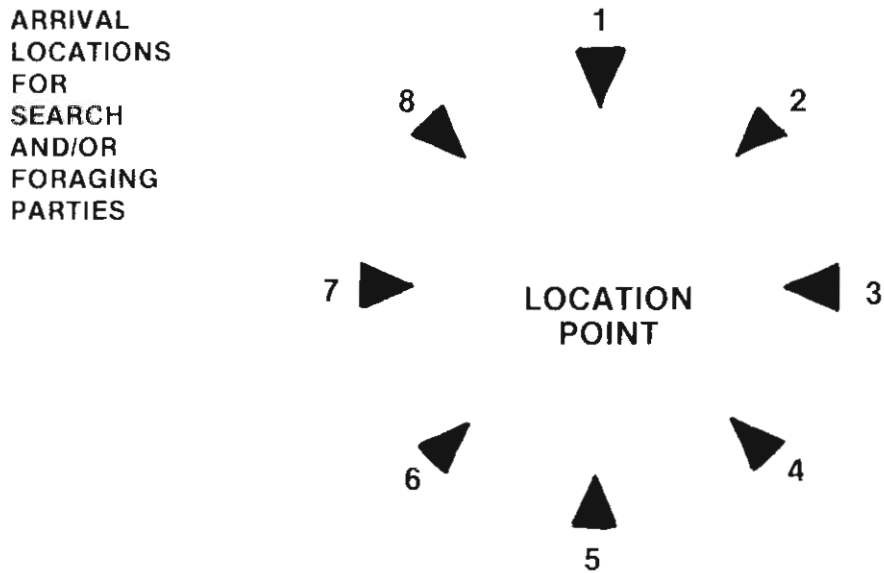 ARRIVAL
LOCATIONS
FOR
SEARCH
AND/OR
FORAGING
PARTIES
1
8
2
7
LOCATION
POINT
3
6
4
5